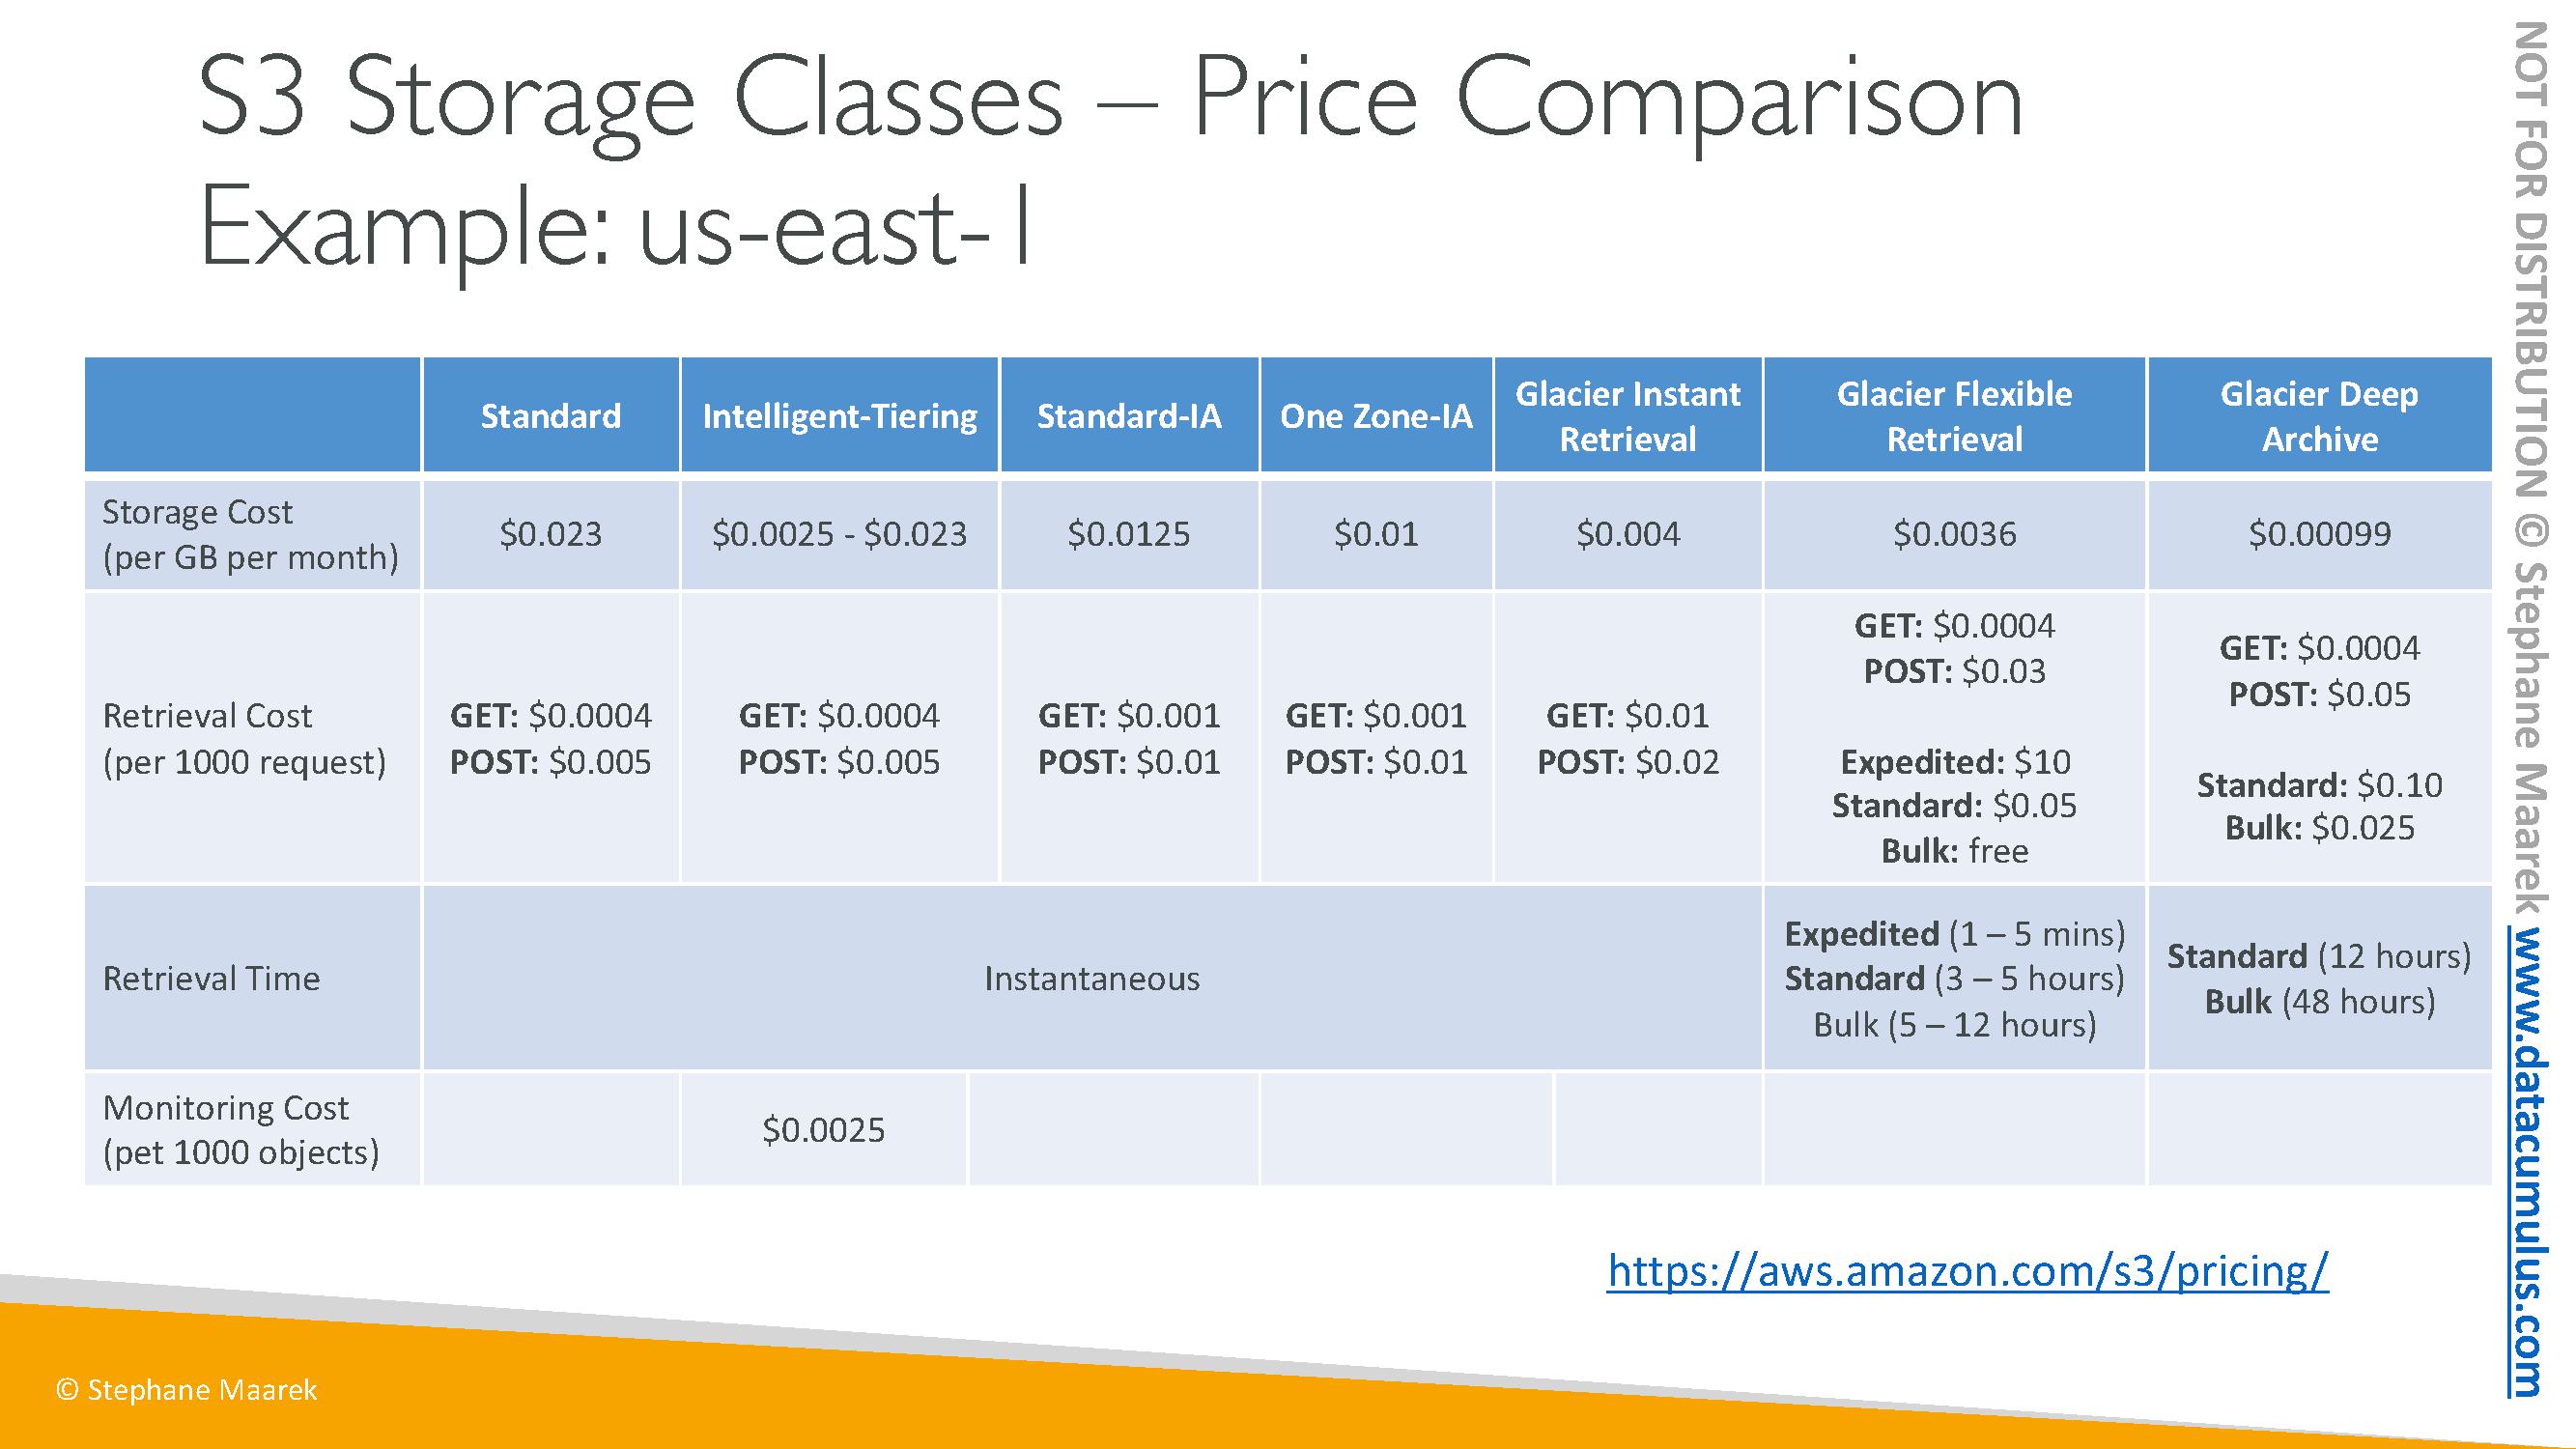 S3 Storage Classes – Price Comparison
Example: us-east-1
Standard
Intelligent-Tiering
Standard-IA
One Zone-IA
Glacier Instant
Retrieval
Glacier Flexible
Retrieval
Glacier Deep
Archive
Storage Cost
(per GB per month)
$0.023
$0.0025 - $0.023
$0.0125
$0.01
$0.004
$0.0036
$0.00099
Retrieval Cost
(per 1000 request)
GET: $0.0004
POST: $0.005
GET: $0.0004
POST: $0.005
GET: $0.001
POST: $0.01
GET: $0.001
POST: $0.01
GET: $0.01
POST: $0.02
GET: $0.0004
POST: $0.03
Expedited: $10
Standard: $0.05
Bulk: free
GET: $0.0004
POST: $0.05
Standard: $0.10
Bulk: $0.025
Retrieval Time
Instantaneous
Expedited (1 – 5 mins)
Standard (3 – 5 hours)
Bulk (5 – 12 hours)
Standard (12 hours)
Bulk (48 hours)
Monitoring Cost
(pet 1000 objects)
$0.0025
https://aws.amazon.com/s3/pricing/
© Stephane Maarek
NOT FOR DISTRIBUTION © Stephane Maarek www.datacumulus.com